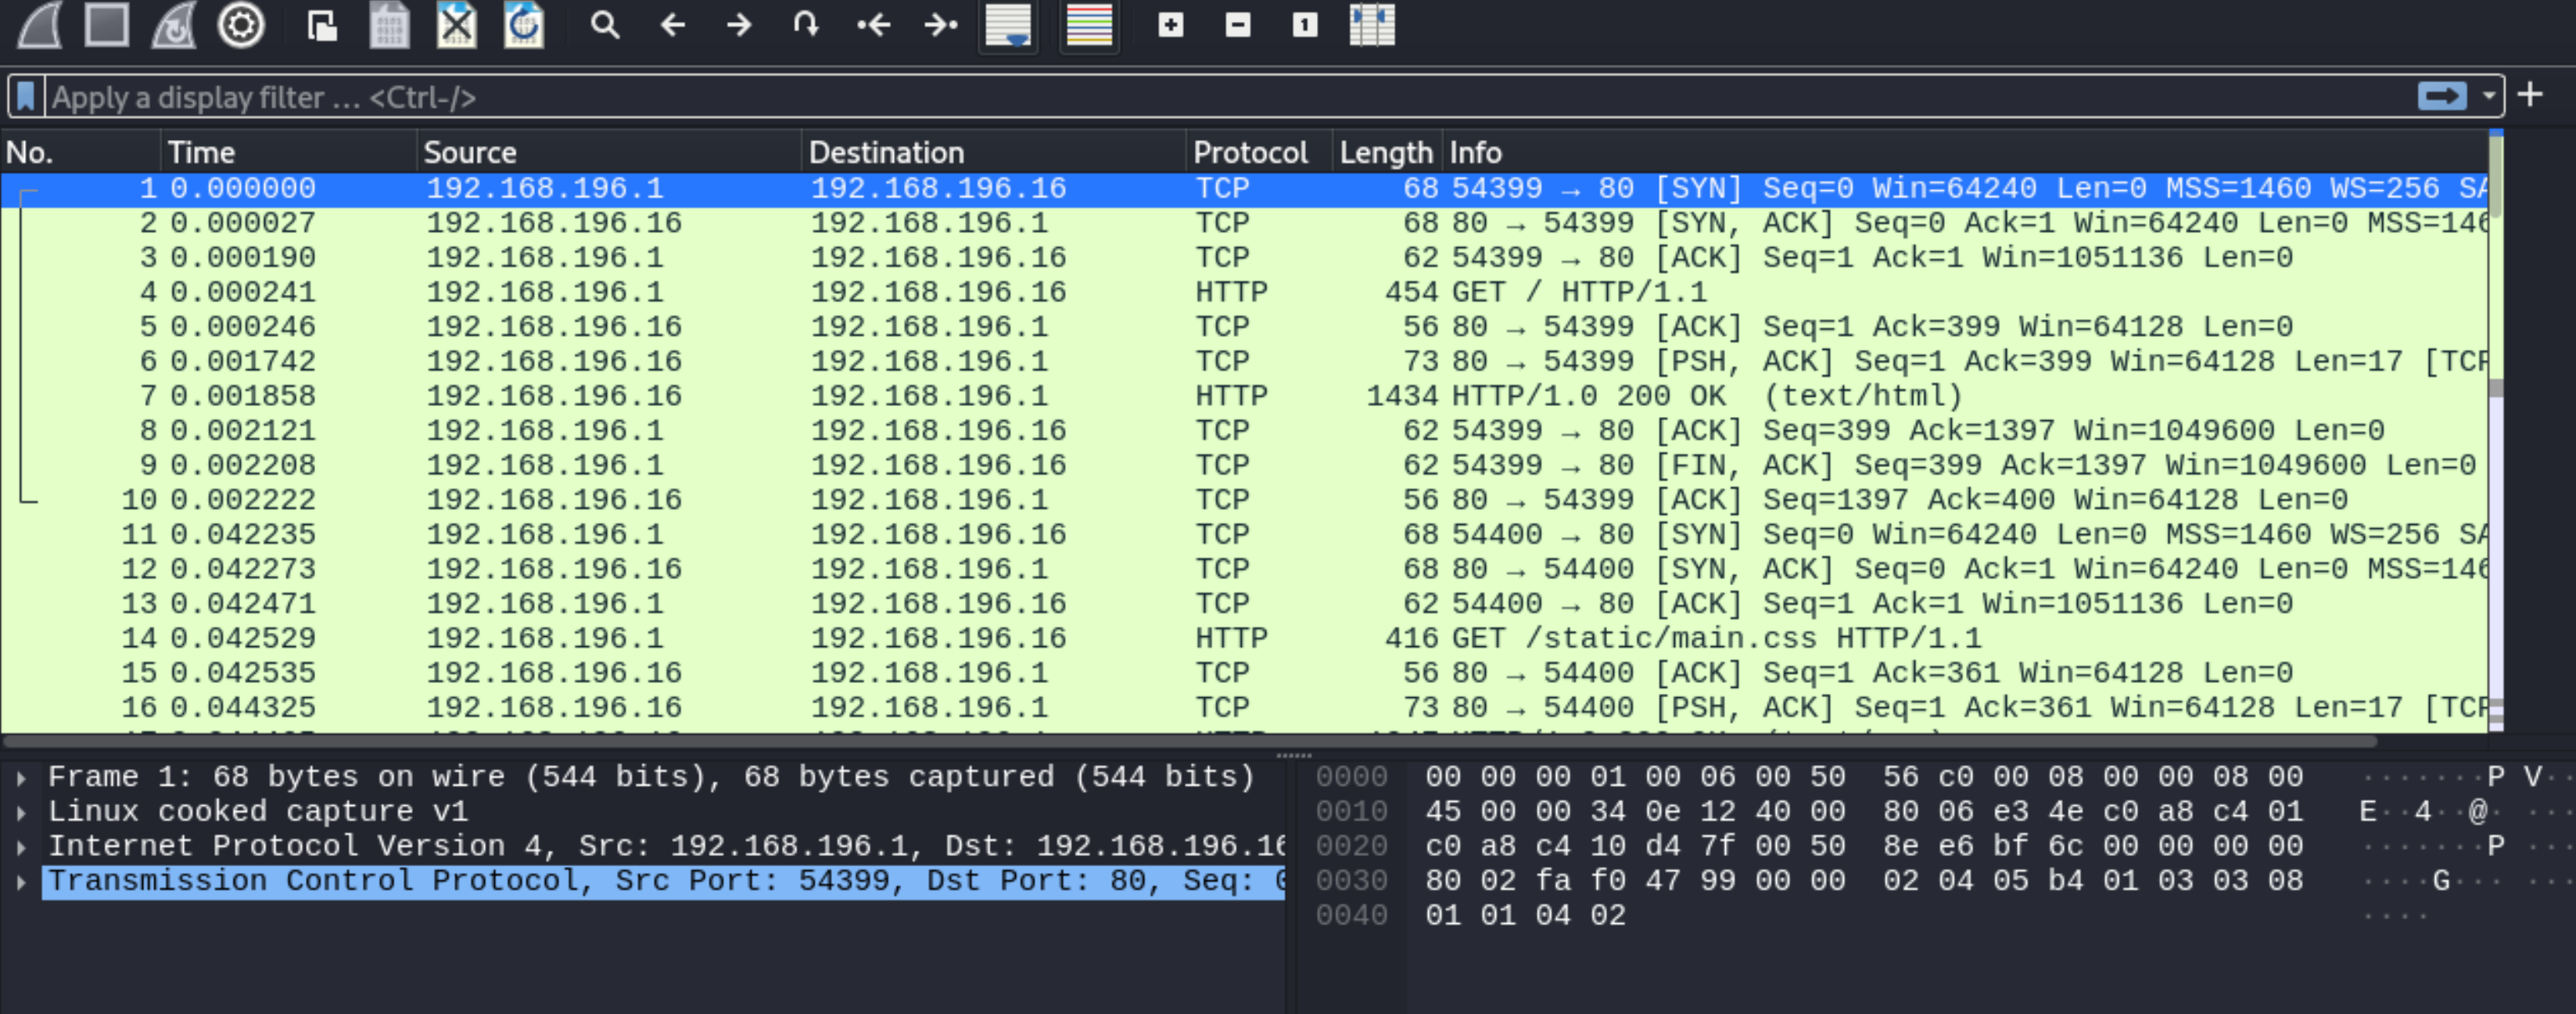 Apply a display filter ... <Ctrl-/>
No. Time Source Destination Protocol Length Info
1 0.000000 192.168.196.1 192.168.196.16 TCP 68 54399 → 80 [SYN] Seq=0 Win=64240 Len=0 MSS=1460 WS=256 SA
2 0.000027 192.168.196.16 192.168.196.1 TCP 68 80 → 54399 [SYN, ACK] Seq=0 Ack=1 Win=64240 Len=0 MSS=146
3 0.000190 192.168.196.1 192.168.196.16 TCP 62 54399 → 80 [ACK] Seq=1 Ack=1 Win=1051136 Len=0
4 0.000241 192.168.196.1 192.168.196.16 HTTP 454 GET / HTTP/1.1
5 0.000246 192.168.196.16 192.168.196.1 TCP 56 80 → 54399 [ACK] Seq=1 Ack=399 Win=64128 Len=0
6 0.001742 192.168.196.16 192.168.196.1 TCP 73 80 → 54399 [PSH, ACK] Seq=1 Ack=399 Win=64128 Len=17 [TCP
7 0.001858 192.168.196.16 192.168.196.1 HTTP 1434 HTTP/1.0 200 OK (text/html)
8 0.002121 192.168.196.1 192.168.196.16 TCP 62 54399 → 80 [ACK] Seq=399 Ack=1397 Win=1049600 Len=0
9 0.002208 192.168.196.1 192.168.196.16 TCP 62 54399 → 80 [FIN, ACK] Seq=399 Ack=1397 Win=1049600 Len=0
10 0.002222 192.168.196.16 192.168.196.1 TCP 56 80 → 54399 [ACK] Seq=1397 Ack=400 Win=64128 Len=0
11 0.042235 192.168.196.1 192.168.196.16 TCP 68 54400 → 80 [SYN] Seq=0 Win=64240 Len=0 MSS=1460 WS=256 SA
12 0.042273 192.168.196.16 192.168.196.1 TCP 68 80 → 54400 [SYN, ACK] Seq=0 Ack=1 Win=64240 Len=0 MSS=146
13 0.042471 192.168.196.1 192.168.196.16 TCP 62 54400 → 80 [ACK] Seq=1 Ack=1 Win=1051136 Len=0
14 0.042529 192.168.196.1 192.168.196.16 HTTP 416 GET /static/main.css HTTP/1.1
15 0.042535 192.168.196.16 192.168.196.1 TCP 56 80 → 54400 [ACK] Seq=1 Ack=361 Win=64128 Len=0
16 0.044325 192.168.196.16 192.168.196.1 TCP 73 80 → 54400 [PSH, ACK] Seq=1 Ack=361 Win=64128 Len=17 [TCP
Frame 1: 68 bytes on wire (544 bits), 68 bytes captured (544 bits)
Linux cooked capture v1
Internet Protocol Version 4, Src: 192.168.196.1, Dst: 192.168.196.16
Transmission Control Protocol, Src Port: 54399, Dst Port: 80, Seq: 0
0000 00 00 00 01 00 06 00 50 56 c0 00 08 00 00 08 00 ·······P V··
0010 45 00 00 34 0e 12 40 00 80 06 e3 4e c0 a8 c4 01 E··4··@· ···
0020 c0 a8 c4 10 d4 7f 00 50 8e e6 bf 6c 00 00 00 00 ·······P ···
0030 80 02 fa f0 47 99 00 00 02 04 05 b4 01 03 03 08 ····G··· ···
0040 01 01 04 02 ····